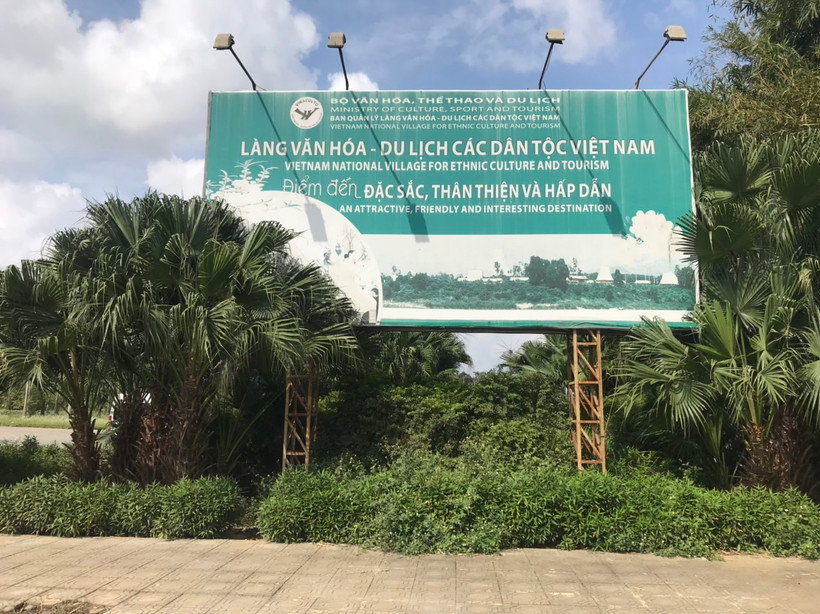 BỘ VĂN HÓA, THỂ THAO VÀ DU LỊCH
MINISTRY OF CULTURE, SPORT AND TOURISM
BAN QUẢN LÝ LÀNG VĂN HÓA - DU LỊCH CÁC DÂN TỘC VIỆT NAM
VIETNAM NATIONAL VILLAGE FOR ETHNIC CULTURE AND TOURISM
LÀNG VĂN HÓA - DU LỊCH CÁC DÂN TỘC VIỆT NAM
VIETNAM NATIONAL VILLAGE FOR ETHNIC CULTURE AND TOURISM
Điểm đến ĐẶC SẮC, THÂN THIỆN VÀ HẤP DẪN
AN ATTRACTIVE, FRIENDLY AND INTERESTING DESTINATION